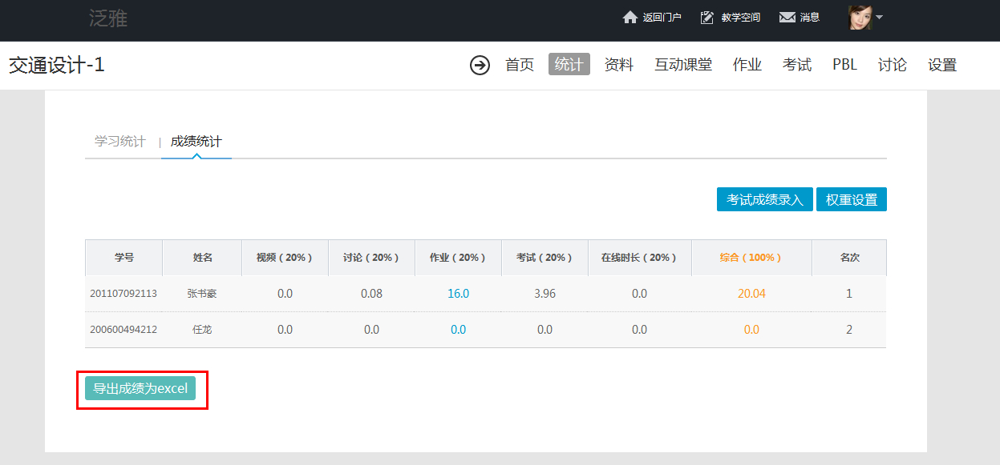 泛雅 返回门户 教学空间 消息
交通设计-1 首页 统计 资料 互动课堂 作业 考试 PBL 讨论 设置
学习统计 | 成绩统计
考试成绩录入 权重设置
学号 姓名 视频（20%） 讨论（20%） 作业（20%） 考试（20%） 在线时长（20%） 综合（100%） 名次
201107092113 张书豪 0.0 0.08 16.0 3.96 0.0 20.04 1
200600494212 任龙 0.0 0.0 0.0 0.0 0.0 0.0 2
导出成绩为excel